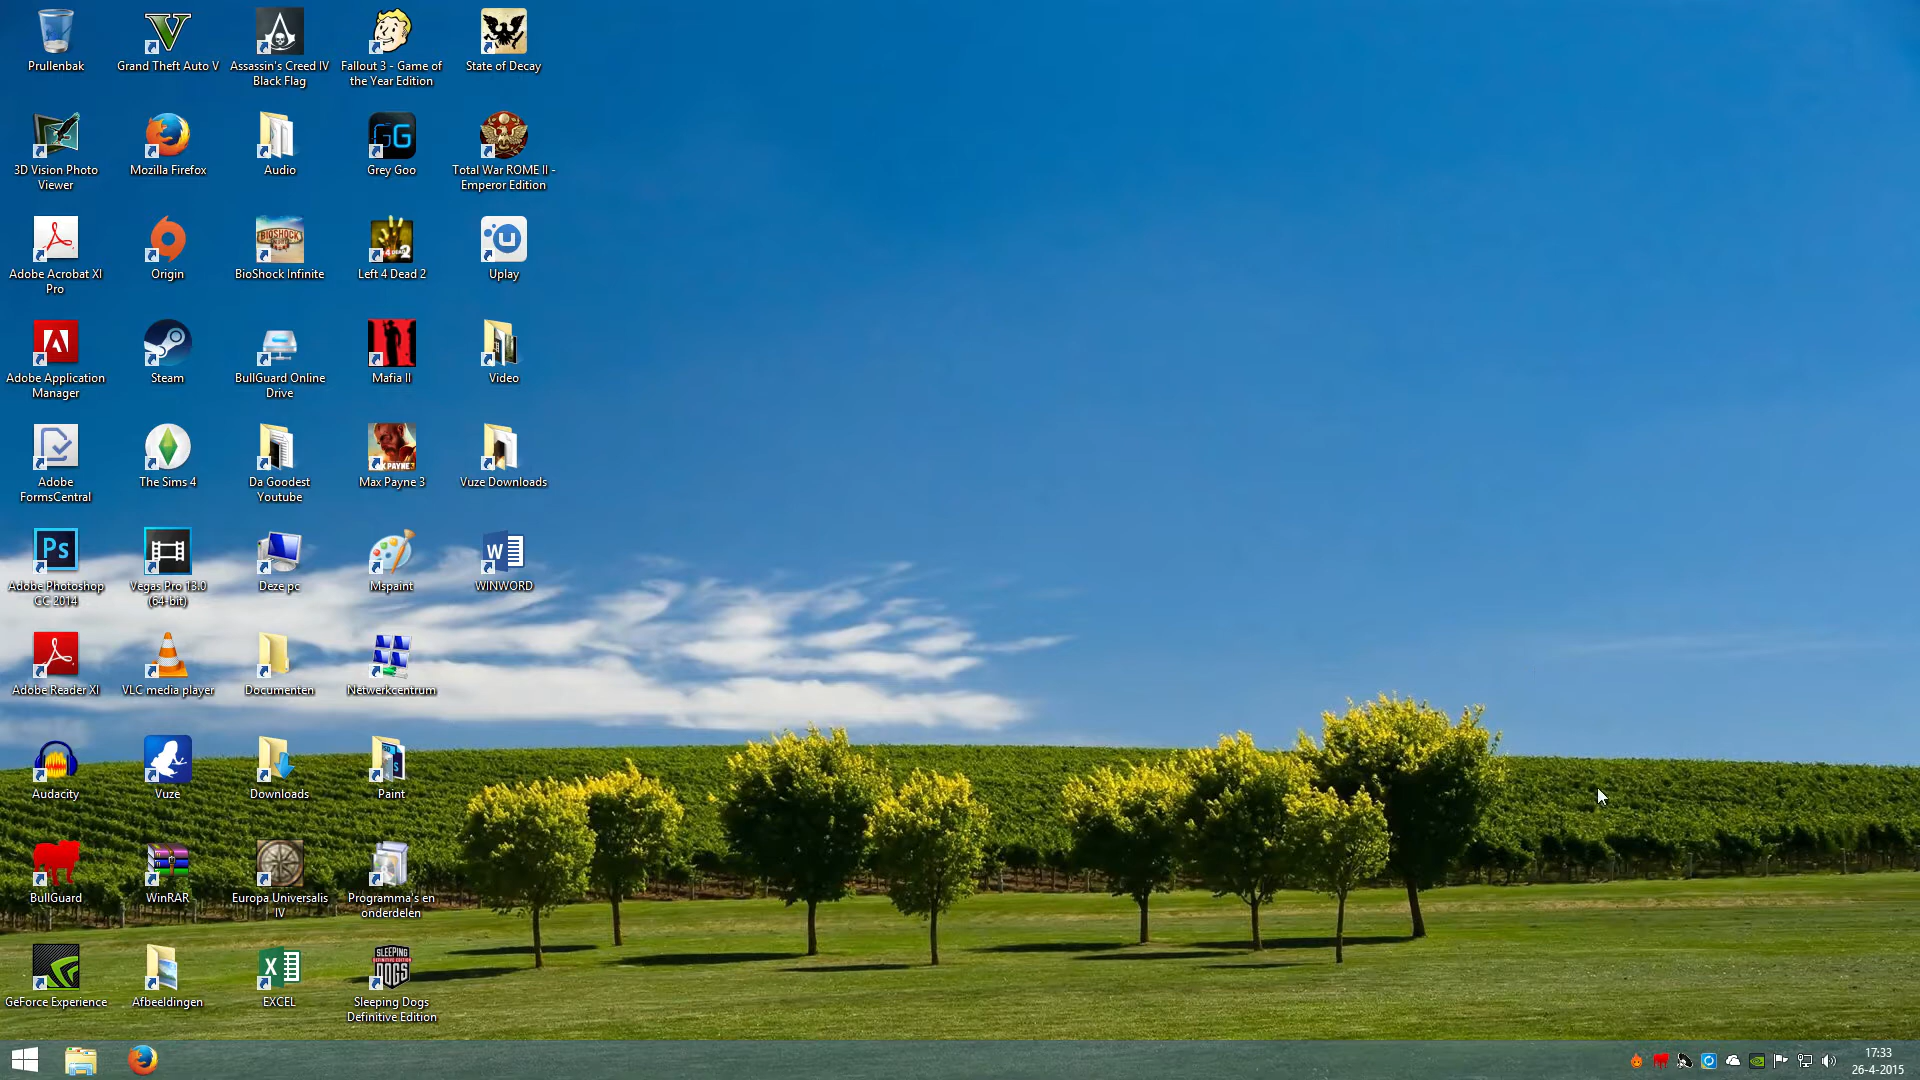 Prullenbak
Grand Theft Auto V
Assassin's Creed IV
Black Flag
Fallout 3 - Game of
the Year Edition
State of Decay
3D Vision Photo
Viewer
Mozilla Firefox
Audio
GG
Grey Goo
Total War ROME II -
Emperor Edition
Adobe Acrobat XI
Pro
Origin
BIOSHOCK
BioShock Infinite
Left 4 Dead 2
u
Uplay
Adobe Application
Manager
Steam
BullGuard Online
Drive
Mafia II
Video
Adobe
FormsCentral
The Sims 4
Da Goodest
Youtube
Max Payne 3
Vuze Downloads
Ps
Adobe Photoshop
CC 2014
Vegas Pro 13.0
(64-bit)
Deze pc
Mspaint
W
WINWORD
Adobe Reader XI
VLC media player
Documenten
Netwerkcentrum
Audacity
Vuze
Downloads
Paint
BullGuard
WinRAR
Europa Universalis
IV
Programma's en
onderdelen
GeForce Experience
Afbeeldingen
X
EXCEL
SLEEPING
DOGS
Sleeping Dogs
Definitive Edition
17:33
26-4-2015